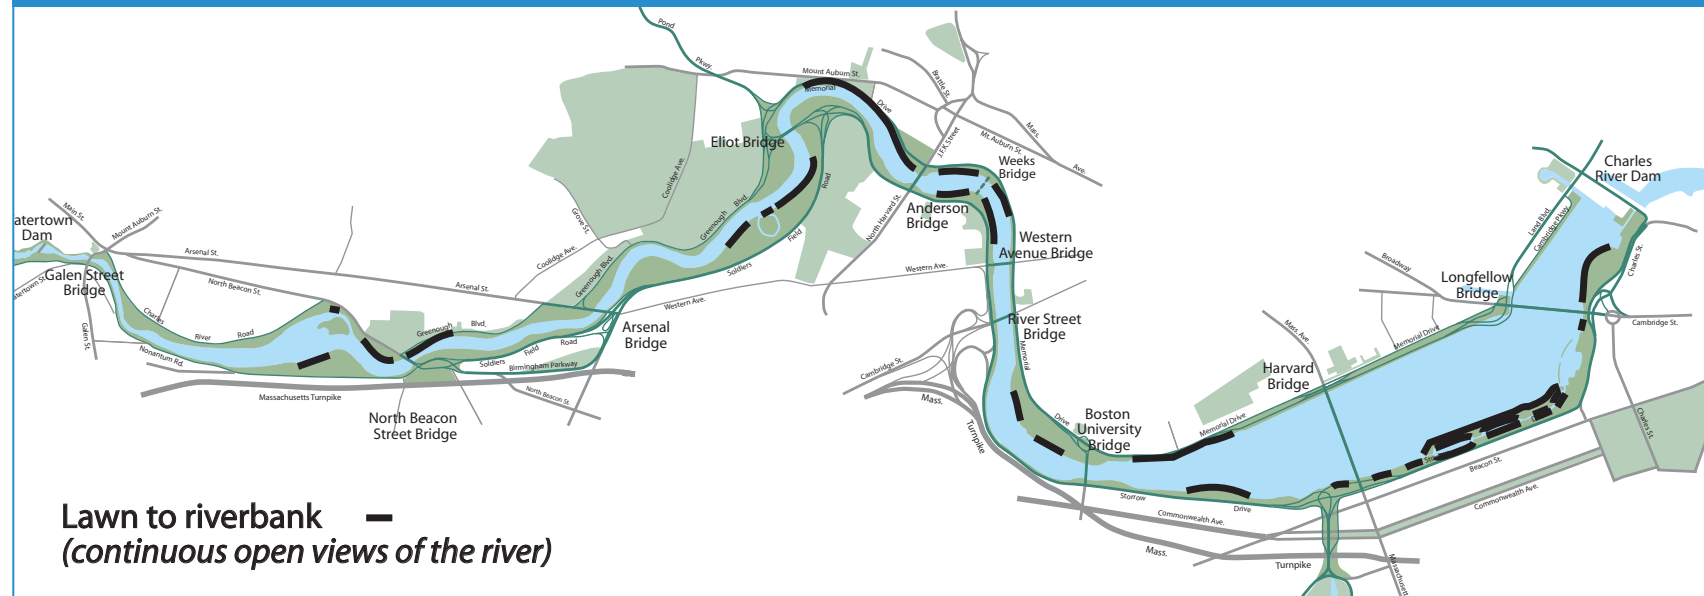 Pond
Pkwy.
Mount Auburn St.
Memorial
Drive
Brattle St.
Mass.
Mt. Auburn St.
Ave.
J.F.K. Street
Eliot Bridge
Weeks
Bridge
Charles
River Dam
Coolidge Ave.
Road
Grove St.
Greenough
Blvd.
North Harvard St.
Anderson
Bridge
Land Blvd.
Cambridge Pkwy.
Main St.
Mount Auburn St.
atertown
Dam
Arsenal St.
Coolidge Ave.
Greenough Blvd.
Field
Soldiers
Western Ave.
Western
Avenue Bridge
Broadway
Charles St.
Galen Street
Bridge
atertown St.
North Beacon St.
Arsenal St.
Western Ave.
Longfellow
Bridge
Charles
River
Road
Galen St.
Nonantum Rd.
Greenough
Blvd.
Soldiers
Field
Road
Birmingham Parkway
North Beacon St.
Arsenal
Bridge
River Street
Bridge
Memorial
Mass. Ave.
Memorial Drive
Cambridge St.
Cambridge St.
Mass.
Harvard
Bridge
Massachusetts Turnpike
North Beacon
Street Bridge
Turnpike
Drive
Boston
University
Bridge
Memorial Drive
Charles St.
Beacon St.
Storrow
Drive
Commonwealth Ave.
Commonwealth Ave.
Mass.
Turnpike
Massachusett
Lawn to riverbank
(continuous open views of the river)